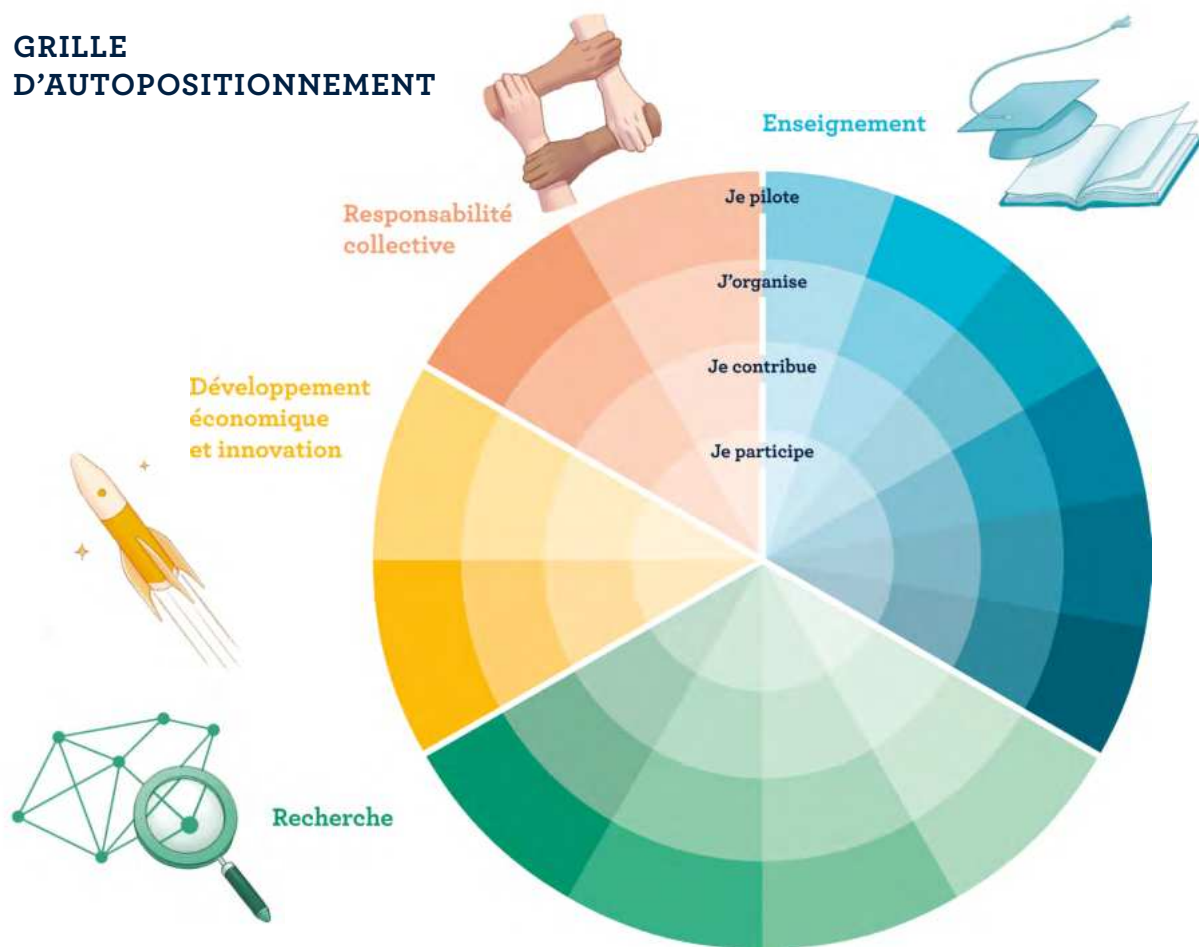 GRILLE
D'AUTOPOSITIONNEMENT
Enseignement
Je pilote
Responsabilité
collective
J'organise
Je contribue
Développement
économique
et innovation
Je participe
Recherche